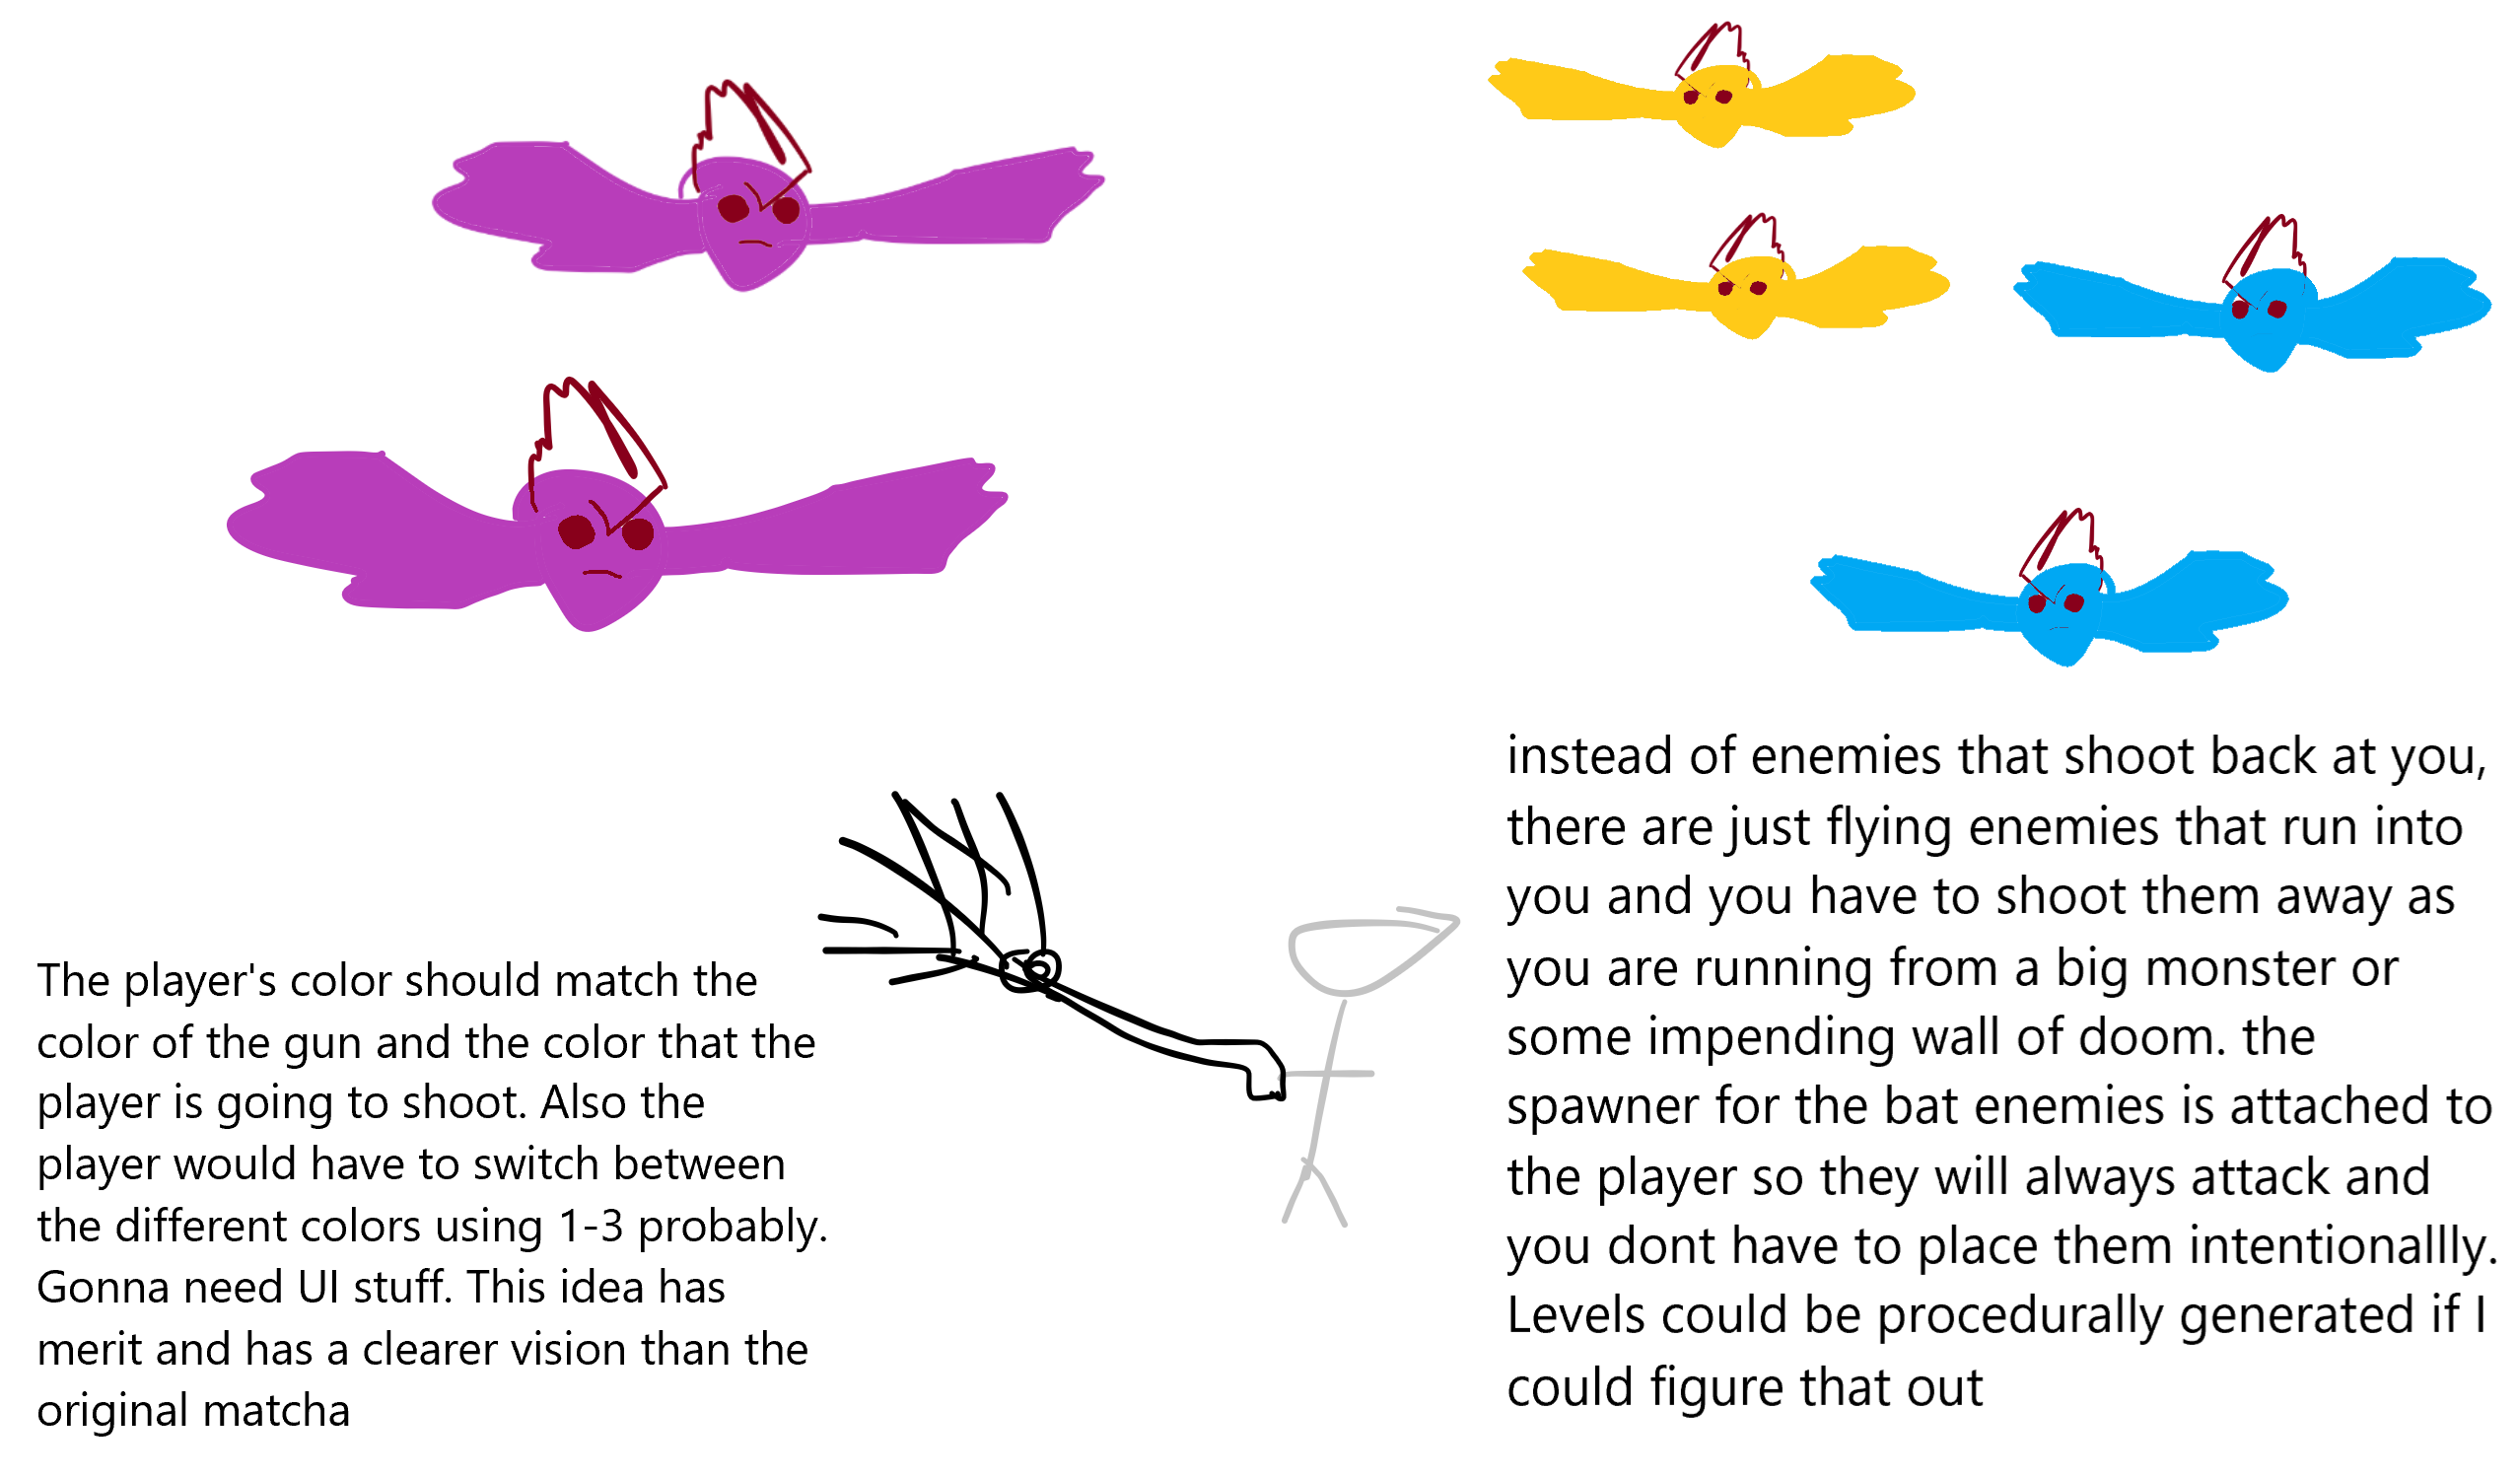 The player's color should match the
color of the gun and the color that the
player is going to shoot. Also the
player would have to switch between
the different colors using 1-3 probably.
Gonna need UI stuff. This idea has
merit and has a clearer vision than the
original matcha
instead of enemies that shoot back at you,
there are just flying enemies that run into
you and you have to shoot them away as
you are running from a big monster or
some impending wall of doom. the
spawner for the bat enemies is attached to
the player so they will always attack and
you dont have to place them intentionallly.
Levels could be procedurally generated if I
could figure that out